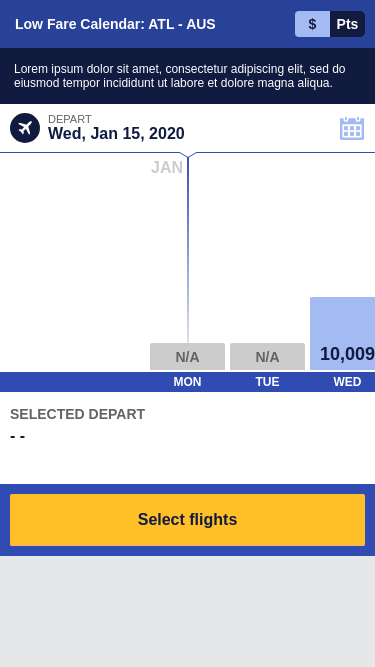 Low Fare Calendar: ATL - AUS
$ Pts
Lorem ipsum dolor sit amet, consectetur adipiscing elit, sed do
eiusmod tempor incididunt ut labore et dolore magna aliqua.
DEPART
Wed, Jan 15, 2020
JAN
N/A N/A 10,009
MON TUE WED
SELECTED DEPART
- -
Select flights